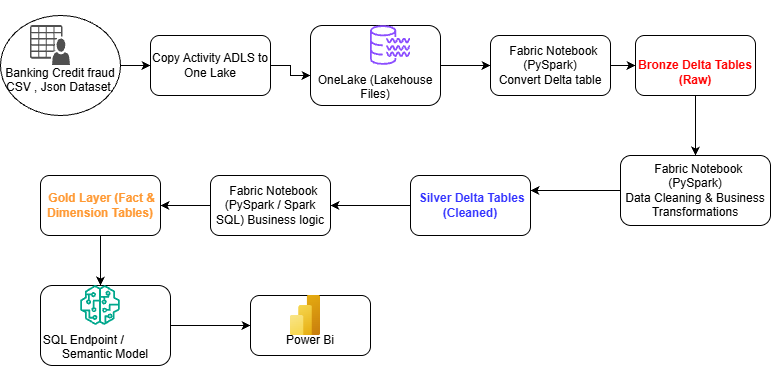 Banking Credit fraud
CSV , Json Dataset,
Copy Activity ADLS to
One Lake
OneLake (Lakehouse
Files)
Fabric Notebook
(PySpark)
Convert Delta table
Bronze Delta Tables
(Raw)
Fabric Notebook
(PySpark)
Data Cleaning & Business
Transformations
Silver Delta Tables
(Cleaned)
Fabric Notebook
(PySpark / Spark
SQL) Business logic
Gold Layer (Fact &
Dimension Tables)
SQL Endpoint /
Semantic Model
Power Bi